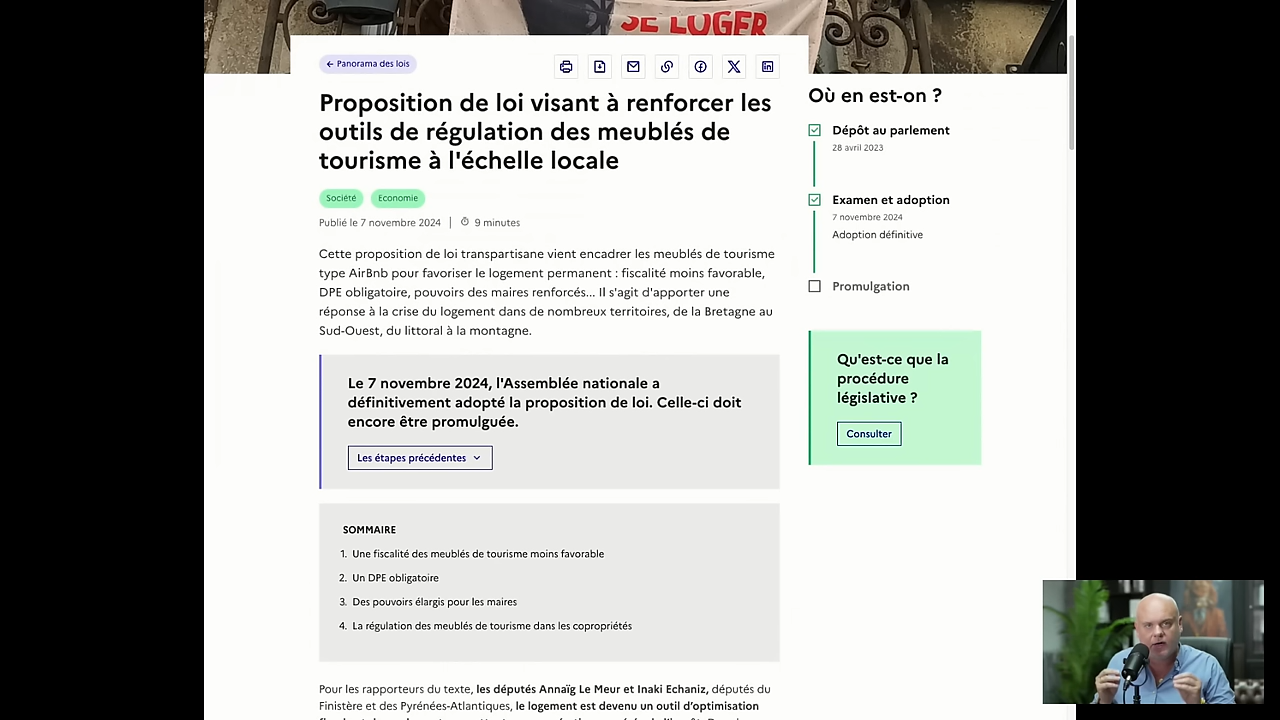 SE LOGER
← Panorama des lois
Proposition de loi visant à renforcer les
outils de régulation des meublés de
tourisme à l'échelle locale
Société
Economie
Publié le 7 novembre 2024 | 9 minutes
Cette proposition de loi transpartisane vient encadrer les meublés de tourisme
type AirBnb pour favoriser le logement permanent : fiscalité moins favorable,
DPE obligatoire, pouvoirs des maires renforcés... Il s'agit d'apporter une
réponse à la crise du logement dans de nombreux territoires, de la Bretagne au
Sud-Ouest, du littoral à la montagne.
Le 7 novembre 2024, l'Assemblée nationale a
définitivement adopté la proposition de loi. Celle-ci doit
encore être promulguée.
Les étapes précédentes
SOMMAIRE
1. Une fiscalité des meublés de tourisme moins favorable
2. Un DPE obligatoire
3. Des pouvoirs élargis pour les maires
4. La régulation des meublés de tourisme dans les copropriétés
Pour les rapporteurs du texte, les députés Annaïg Le Meur et Inaki Echaniz, députés du
Finistère et des Pyrénées-Atlantiques, le logement est devenu un outil d'optimisation
Où en est-on ?
Dépôt au parlement
28 avril 2023
Examen et adoption
7 novembre 2024
Adoption définitive
Promulgation
Qu'est-ce que la
procédure
législative ?
Consulter